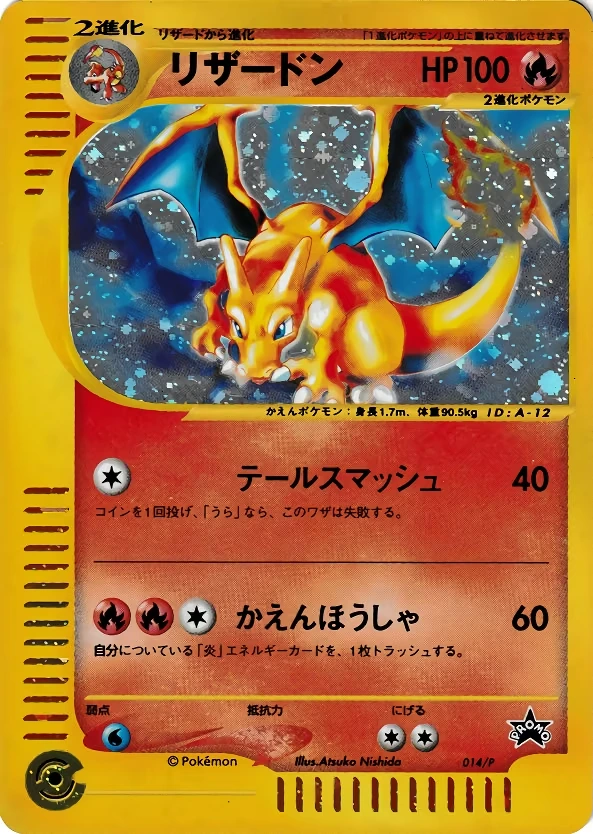 2進化
リザードから進化
「1進化ポケモン」の上に重ねて進化させます。
リザードン
HP100
2進化ポケモン
かえんポケモン：身長1.7m、体重90.5kg ID:A-12
テールスマッシュ 40
コインを1回投げ、「うら」なら、このワザは失敗する。
かえんほうしゃ 60
自分についている「炎」エネルギーカードを、1枚トラッシュする。
弱点 抵抗力 にげる
PROMO
©Pokémon Illus.Atsuko Nishida 014/P